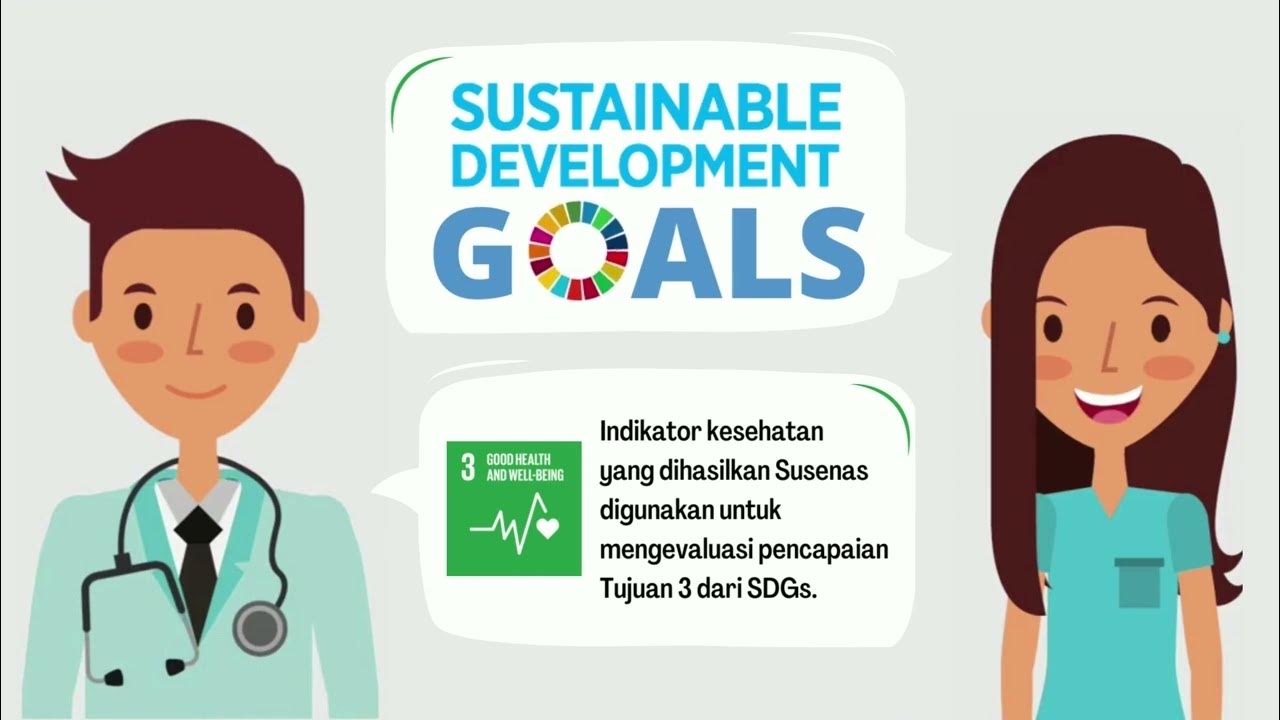 SUSTAINABLE
DEVELOPMENT
GOALS
3 GOOD HEALTH
AND WELL-BEING
Indikator kesehatan
yang dihasilkan Susenas
digunakan untuk
mengevaluasi pencapaian
Tujuan 3 dari SDGs.